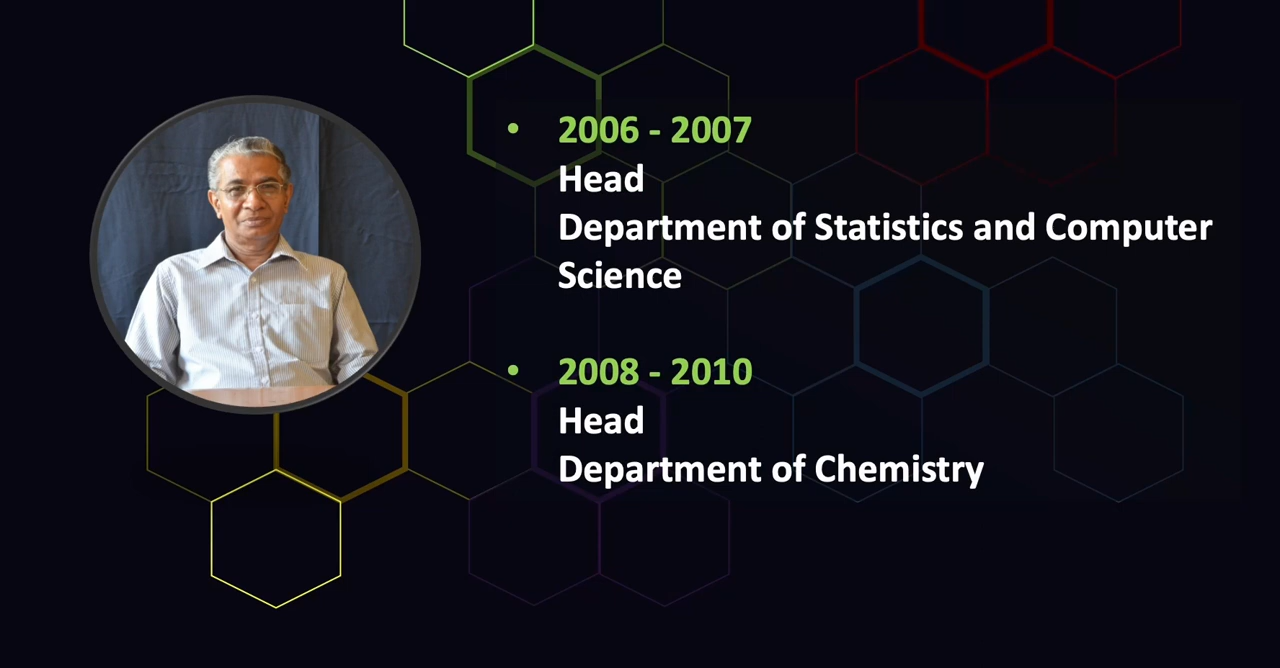 • 2006 - 2007
Head
Department of Statistics and Computer
Science
• 2008 - 2010
Head
Department of Chemistry